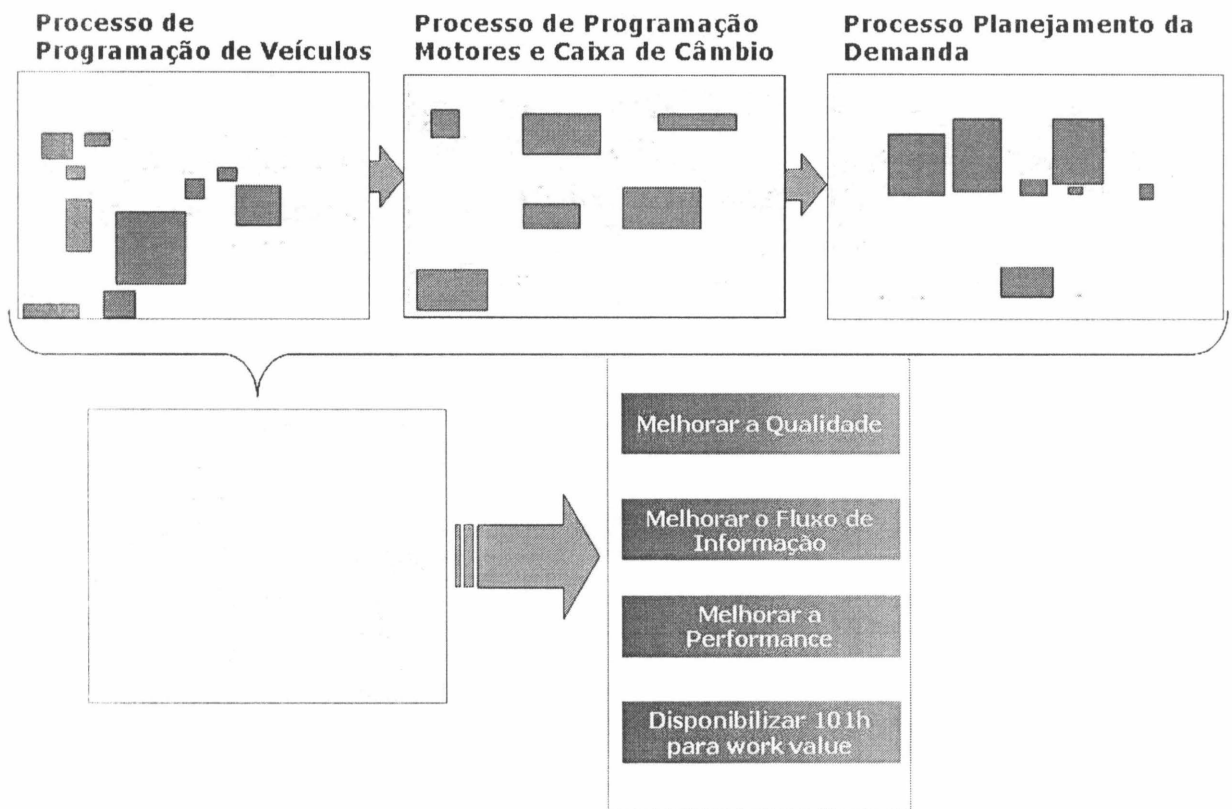 Processo de
Programação de Veículos
Processo de Programação
Motores e Caixa de Câmbio
Processo Planejamento da
Demanda
Melhorar a Qualidade
Melhorar o Fluxo de
Informação
Melhorar a
Performance
Disponibilizar 101h
para work value